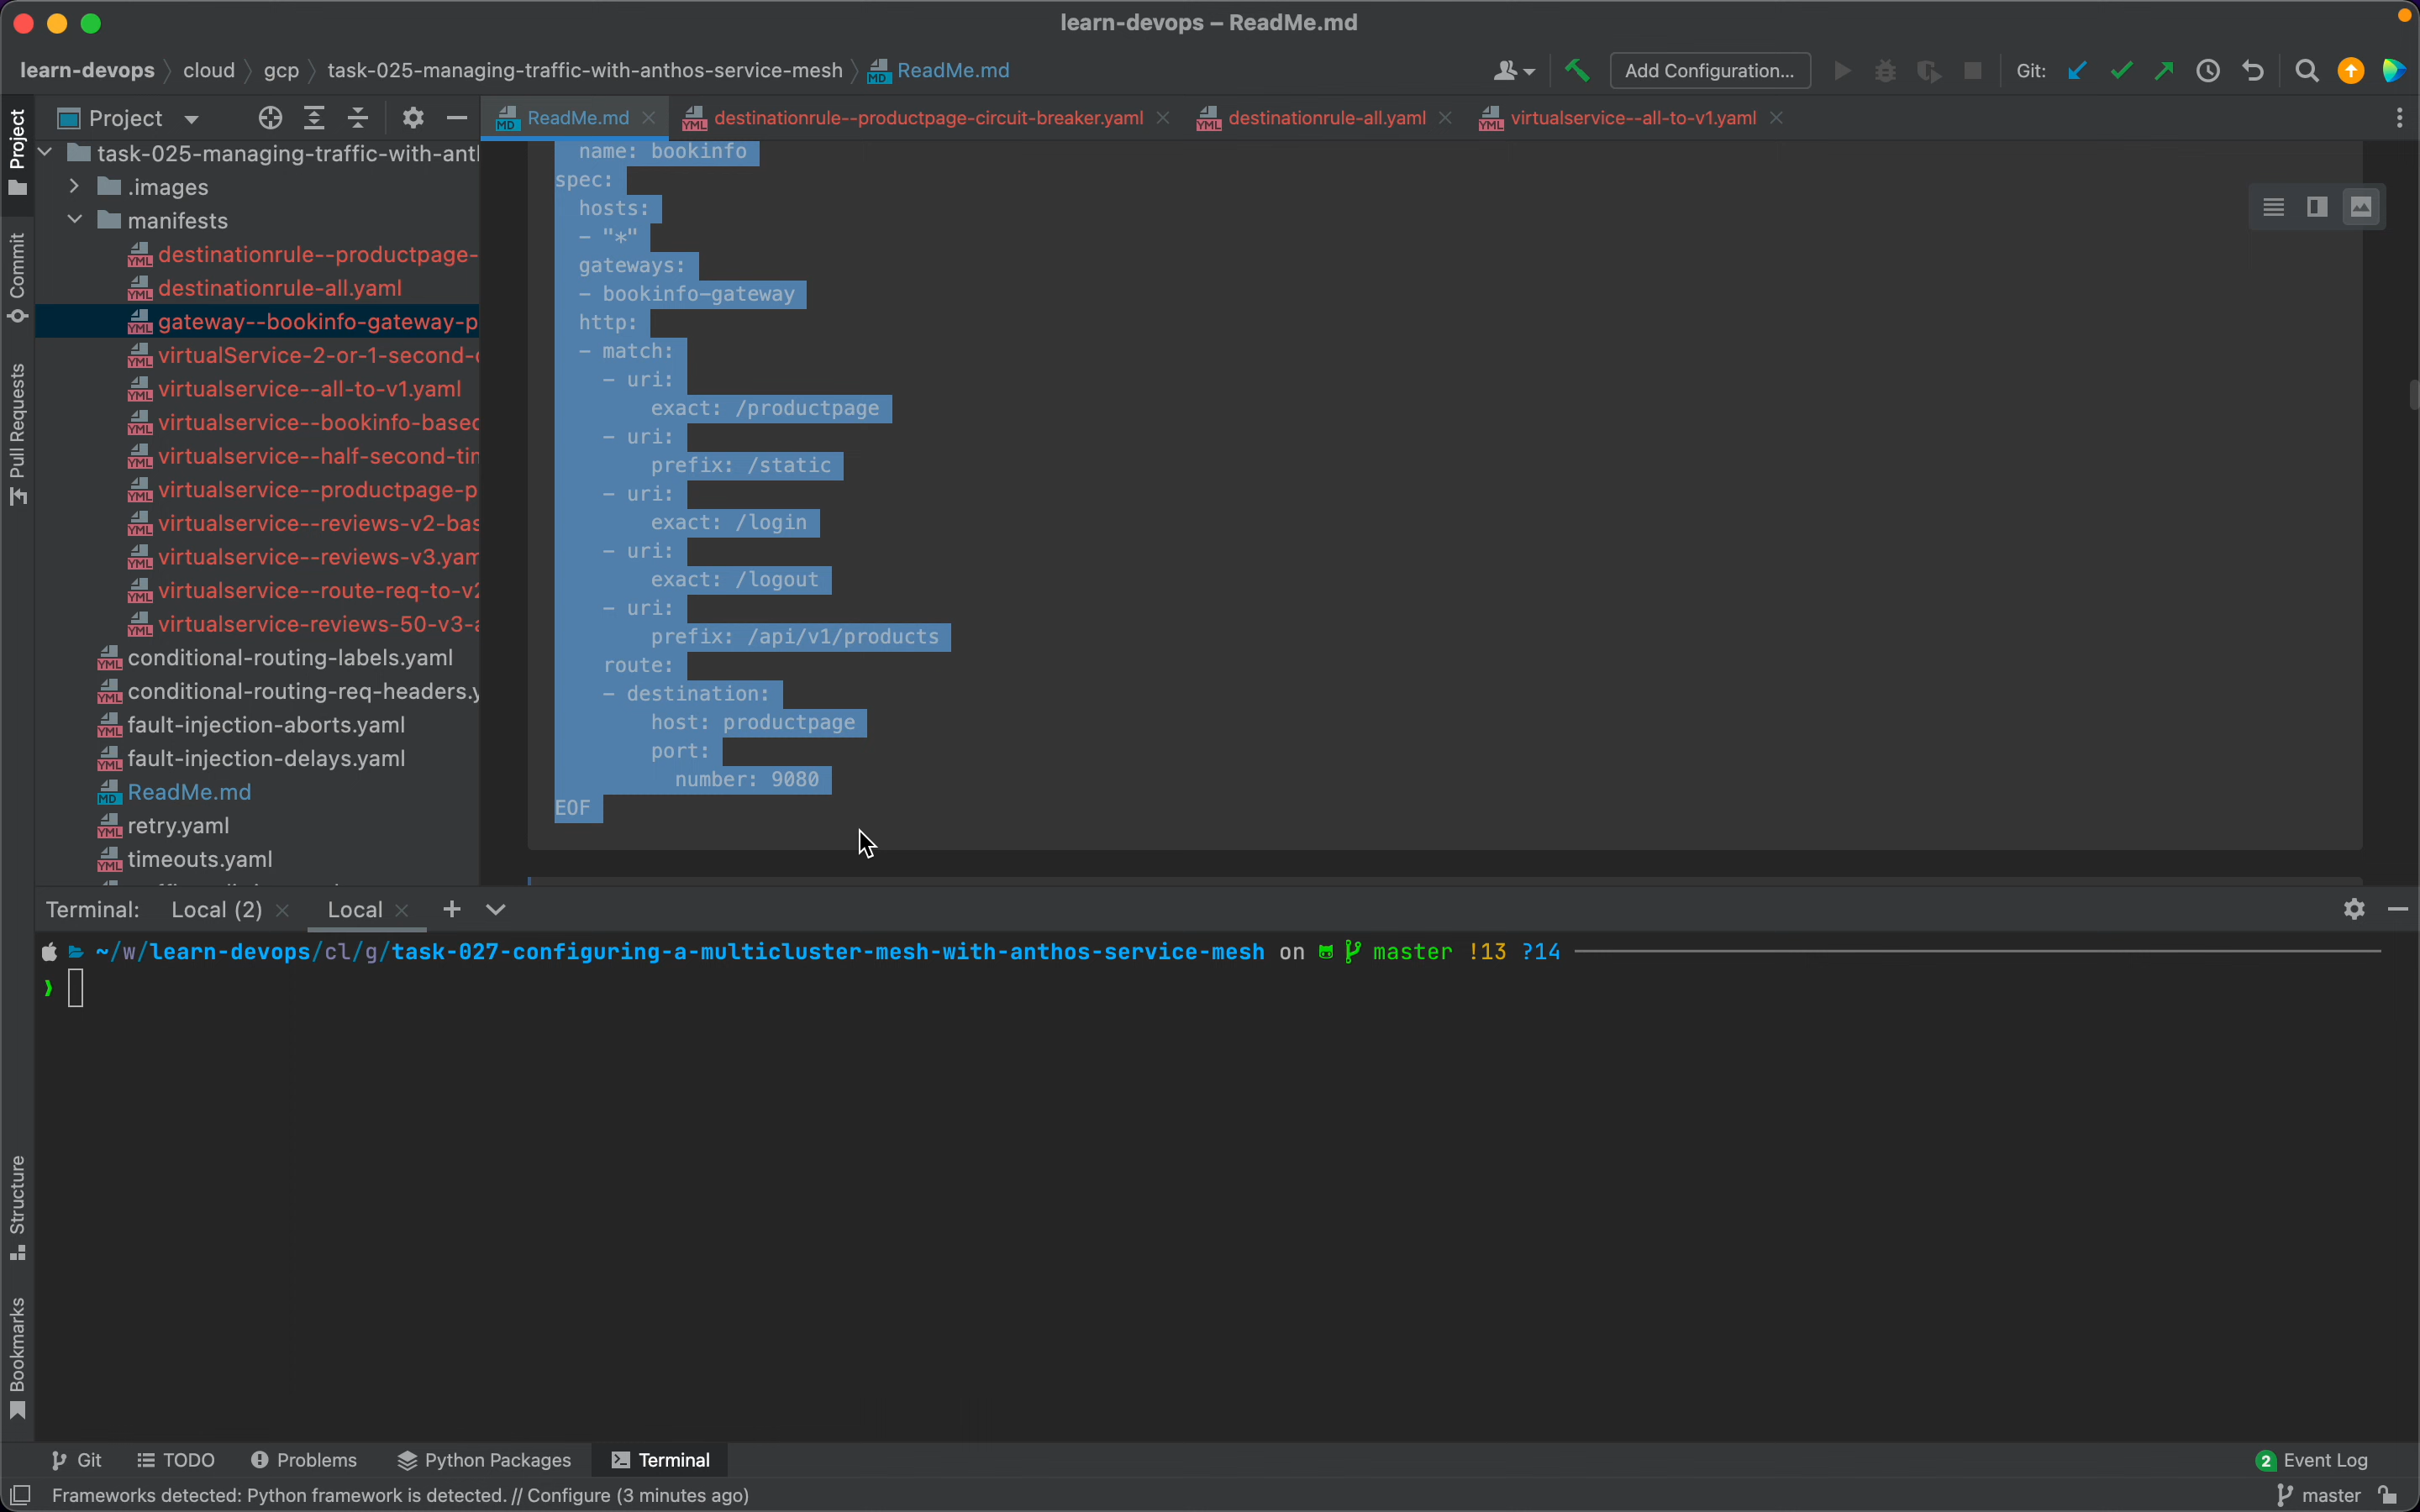 learn-devops – ReadMe.md
learn-devops cloud gcp task-025-managing-traffic-with-anthos-service-mesh ReadMe.md Add Configuration... Git:
Project
ReadMe.md destinationrule--productpage-circuit-breaker.yaml destinationrule-all.yaml virtualservice--all-to-v1.yaml
Project
Commit
Pull Requests
Structure
Bookmarks
task-025-managing-traffic-with-ant
.images
manifests
destinationrule--productpage-
destinationrule-all.yaml
gateway--bookinfo-gateway-p
virtualService-2-or-1-second-
virtualservice--all-to-v1.yaml
virtualservice--bookinfo-based
virtualservice--half-second-tim
virtualservice--productpage-p
virtualservice--reviews-v2-bas
virtualservice--reviews-v3.yam
virtualservice--route-req-to-v2
virtualservice-reviews-50-v3-a
conditional-routing-labels.yaml
conditional-routing-req-headers.y
fault-injection-aborts.yaml
fault-injection-delays.yaml
ReadMe.md
retry.yaml
timeouts.yaml
name: bookinfo
spec:
hosts:
- "*"
gateways:
- bookinfo-gateway
http:
- match:
- uri:
exact: /productpage
- uri:
prefix: /static
- uri:
exact: /login
- uri:
exact: /logout
- uri:
prefix: /api/v1/products
route:
- destination:
host: productpage
port:
number: 9080
EOF
Terminal: Local (2) Local
~/w/learn-devops/cl/g/task-027-configuring-a-multicluster-mesh-with-anthos-service-mesh on master !13 ?14
❯
Git TODO Problems Python Packages Terminal 2 Event Log
Frameworks detected: Python framework is detected. // Configure (3 minutes ago) master